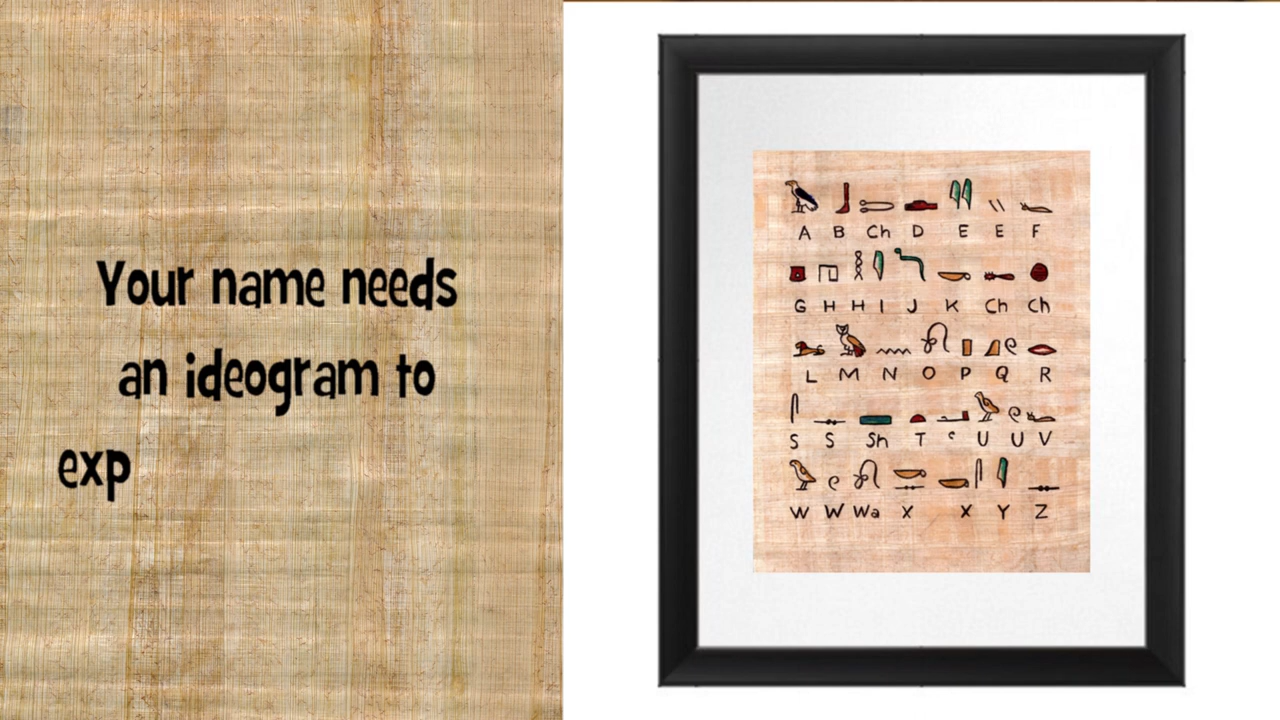 Your name needs
an ideogram to
exp
A B Ch D E E F
G H H I J K Ch Ch
L M N O P Q R
S S Sh T c U U V
W W Wa X X Y Z